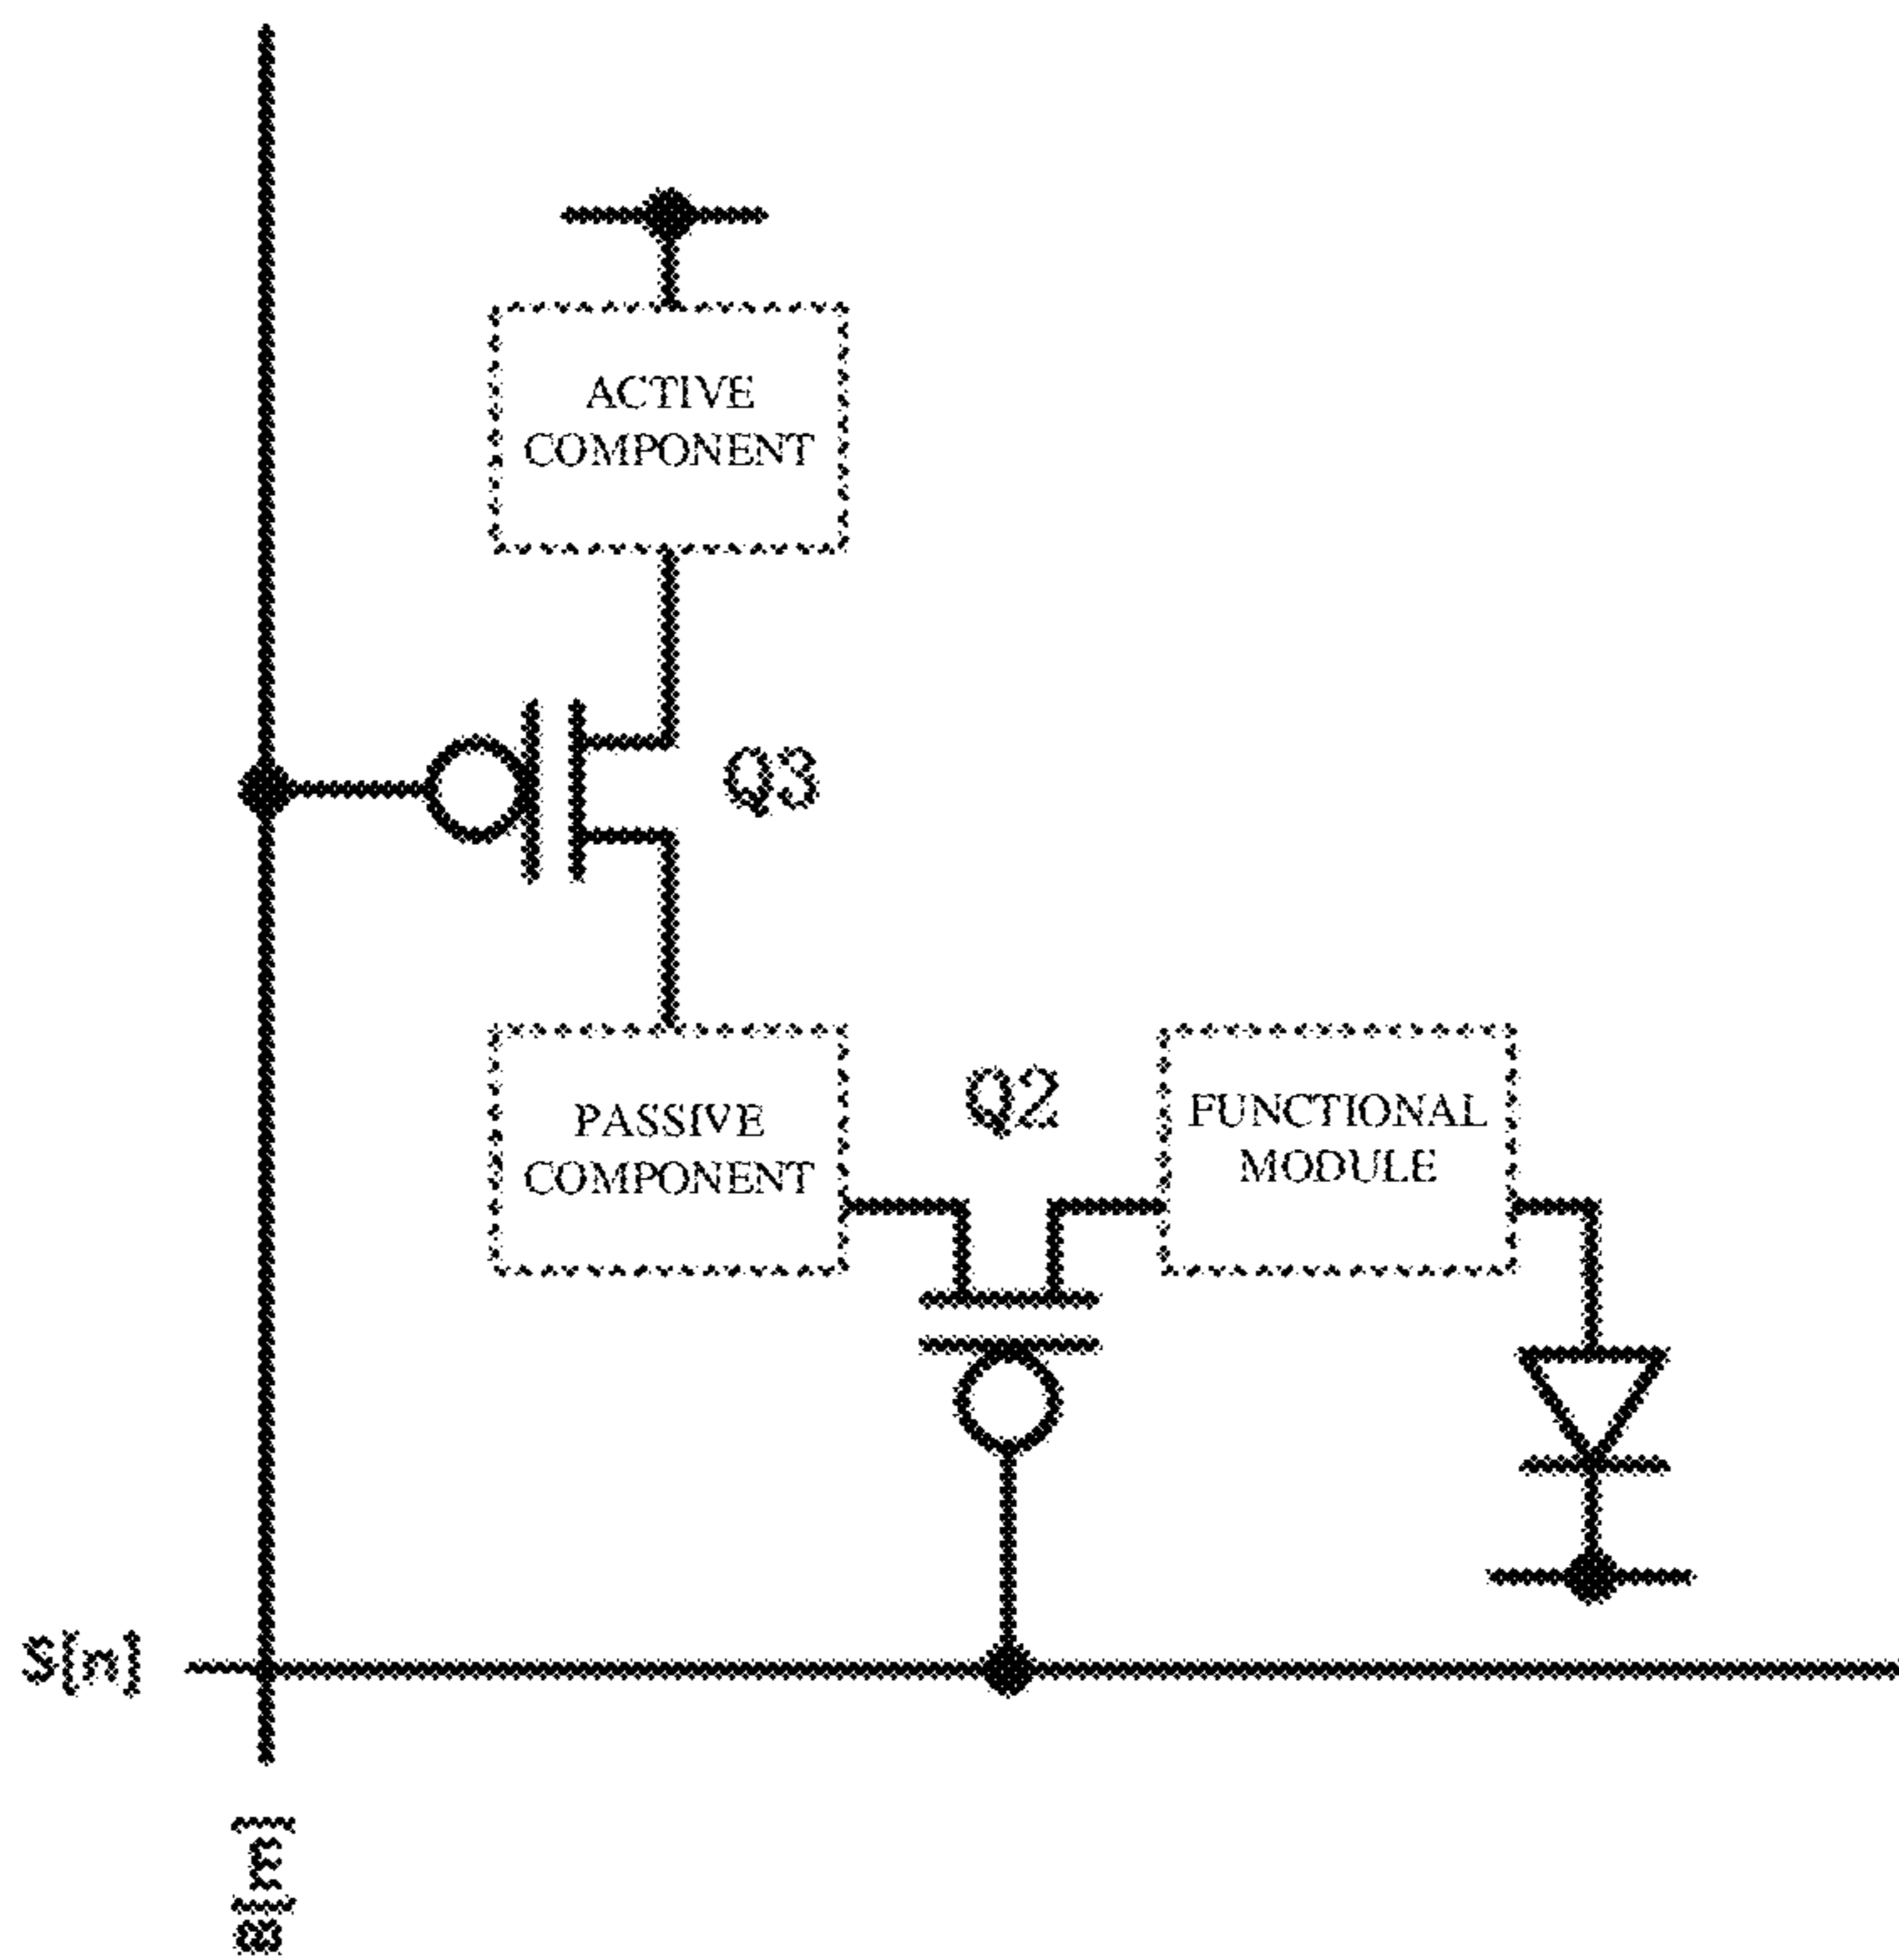 ACTIVE
COMPONENT
Q3
PASSIVE
COMPONENT
Q2
FUNCTIONAL
MODULE
S[n]